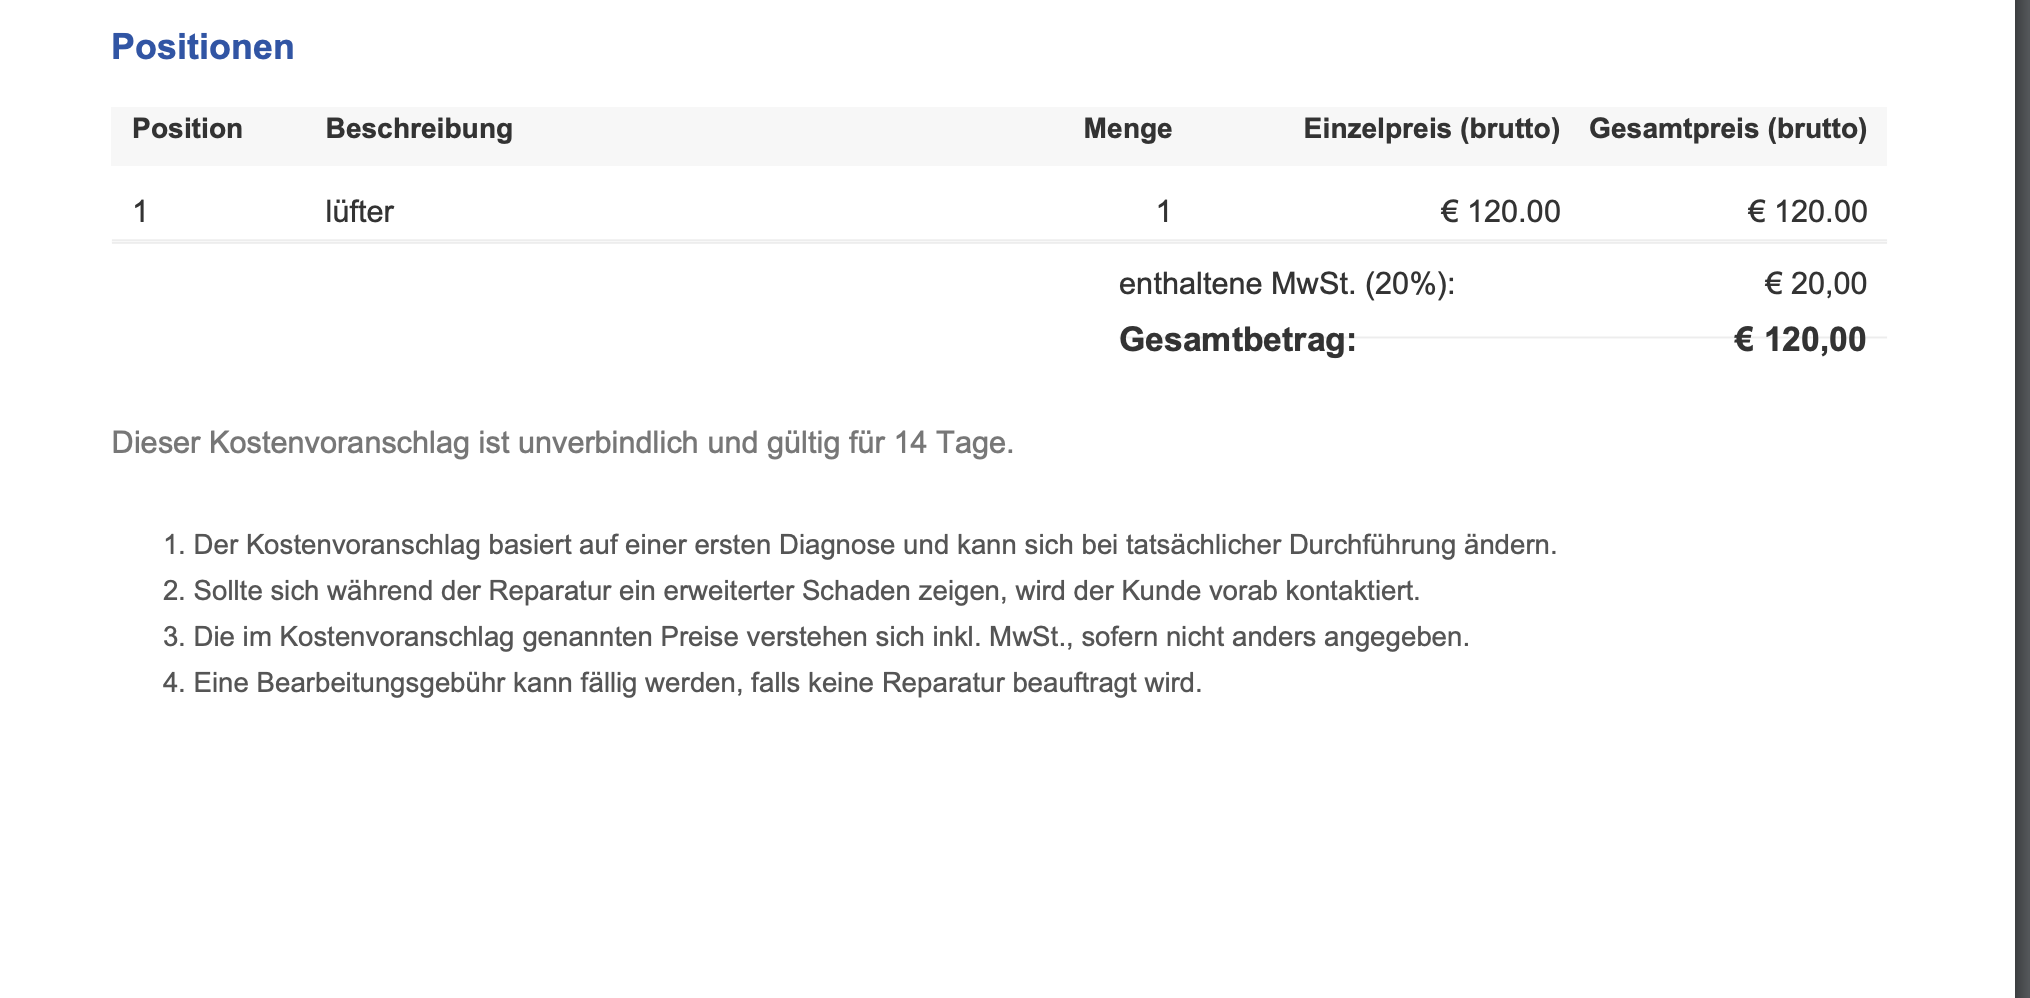 Positionen
Position Beschreibung Menge Einzelpreis (brutto) Gesamtpreis (brutto)
1 lüfter 1 € 120.00 € 120.00
enthaltene MwSt. (20%): € 20,00
Gesamtbetrag: € 120,00
Dieser Kostenvoranschlag ist unverbindlich und gültig für 14 Tage.
1. Der Kostenvoranschlag basiert auf einer ersten Diagnose und kann sich bei tatsächlicher Durchführung ändern.
2. Sollte sich während der Reparatur ein erweiterter Schaden zeigen, wird der Kunde vorab kontaktiert.
3. Die im Kostenvoranschlag genannten Preise verstehen sich inkl. MwSt., sofern nicht anders angegeben.
4. Eine Bearbeitungsgebühr kann fällig werden, falls keine Reparatur beauftragt wird.